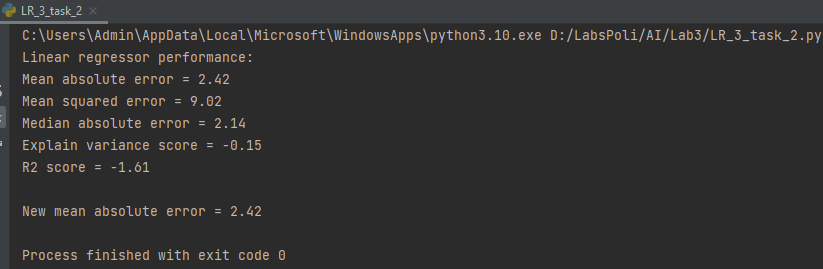 LR_3_task_2 ×
C:\Users\Admin\AppData\Local\Microsoft\WindowsApps\python3.10.exe D:/LabsPoli/AI/Lab3/LR_3_task_2.py
Linear regressor performance:
Mean absolute error = 2.42
Mean squared error = 9.02
Median absolute error = 2.14
Explain variance score = -0.15
R2 score = -1.61
New mean absolute error = 2.42
Process finished with exit code 0